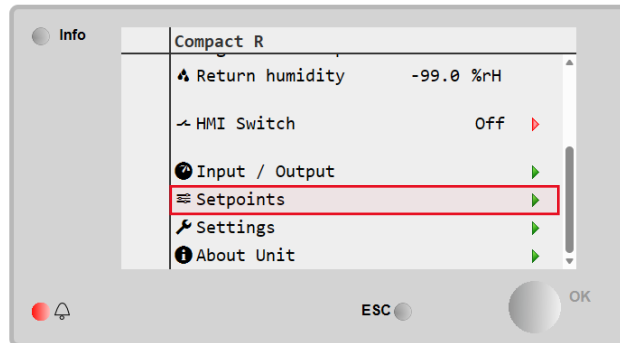 Info
Compact R
Return humidity -99.0 %rH
HMI Switch Off
Input / Output
Setpoints
Settings
About Unit
ESC
OK